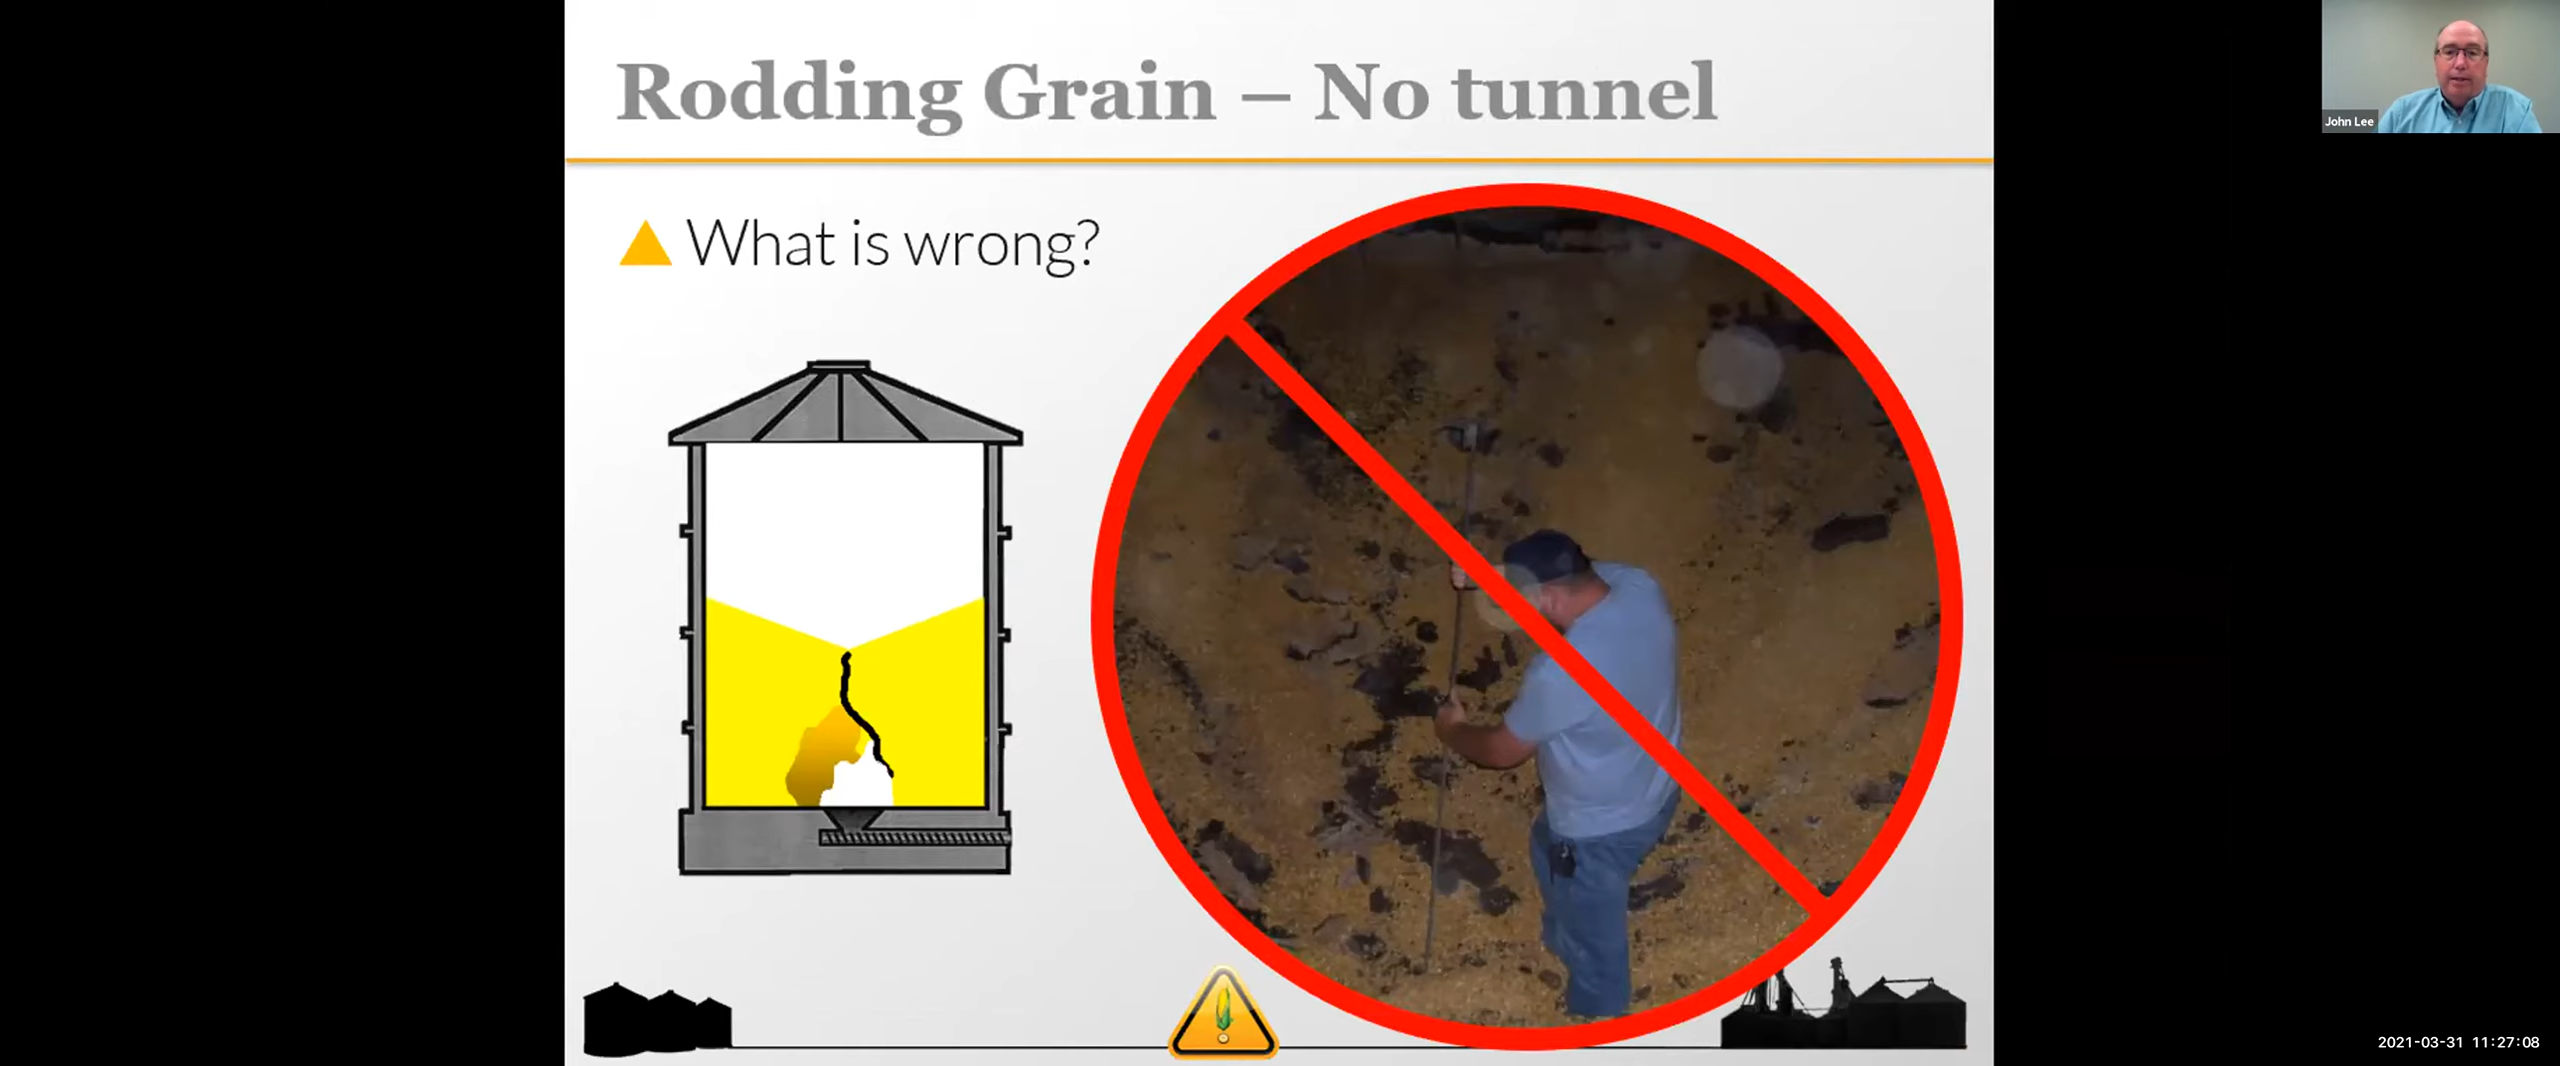 Rodding Grain – No tunnel
John Lee
What is wrong?
2021-03-31 11:27:08